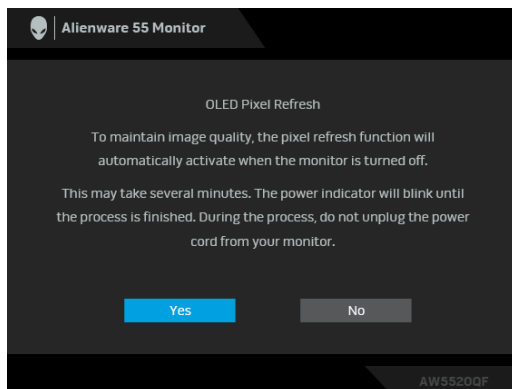 Alienware 55 Monitor
OLED Pixel Refresh
To maintain image quality, the pixel refresh function will
automatically activate when the monitor is turned off.
This may take several minutes. The power indicator will blink until
the process is finished. During the process, do not unplug the power
cord from your monitor.
Yes
No
AW5520QF